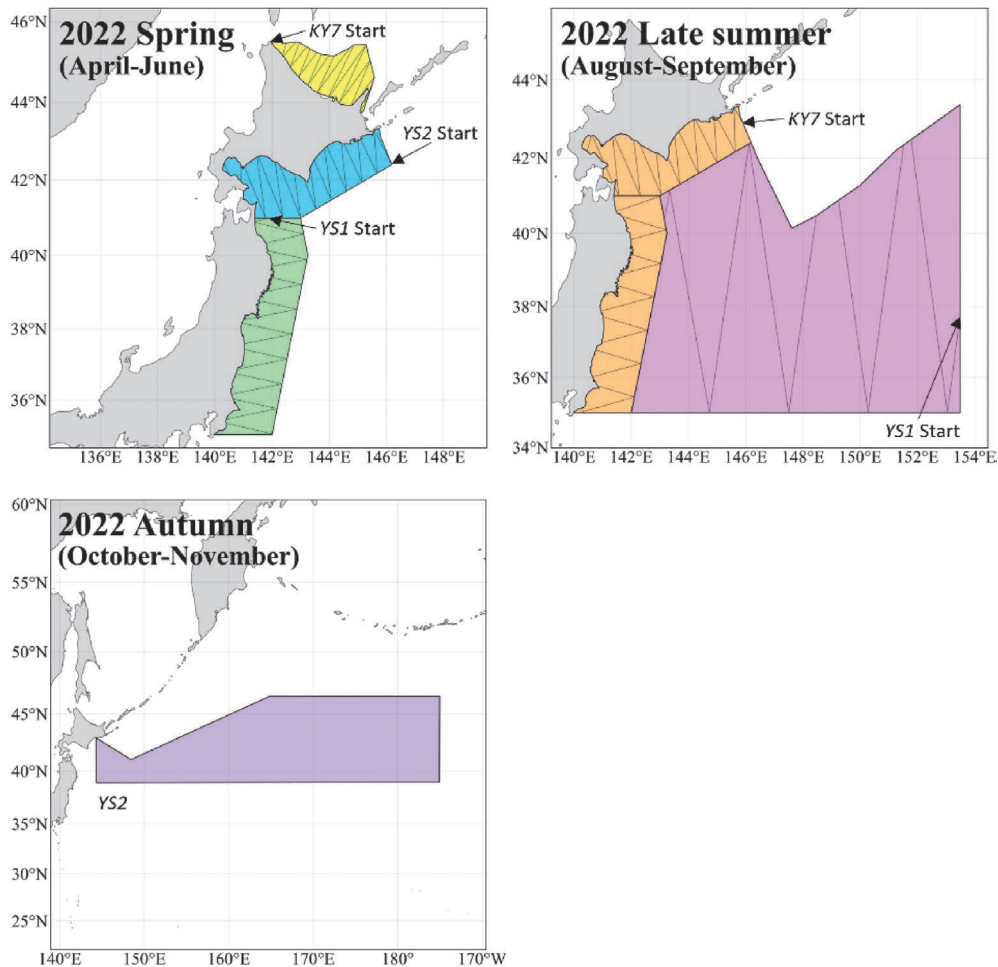 2022 Spring
(April-June)
KY7 Start
YS2 Start
YS1 Start
46°N
44°N
42°N
40°N
38°N
36°N
136°E 138°E 140°E 142°E 144°E 146°E 148°E
2022 Late summer
(August-September)
KY7 Start
YS1 Start
44°N
42°N
40°N
38°N
36°N
34°N
140°E 142°E 144°E 146°E 148°E 150°E 152°E 154°E
2022 Autumn
(October-November)
YS2
60°N
55°N
50°N
45°N
40°N
35°N
30°N
25°N
140°E 150°E 160°E 170°E 180° 170°W